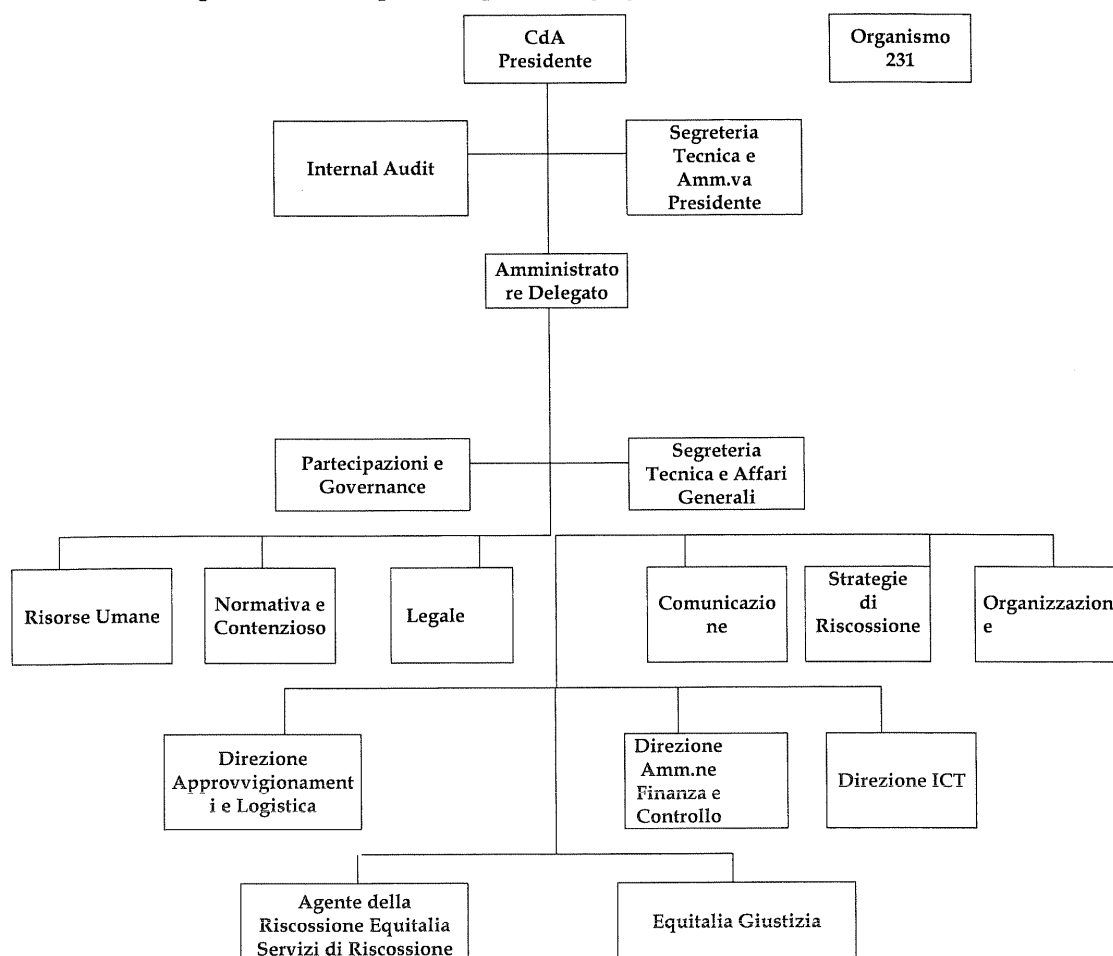 CdA
Presidente
Organismo
231
Internal Audit
Segreteria
Tecnica e
Amm.va
Presidente
Amministrato
re Delegato
Partecipazioni e
Governance
Segreteria
Tecnica e Affari
Generali
Risorse Umane
Normativa e
Contenzioso
Legale
Comunicazio
ne
Strategie
di
Riscossione
Organizzazion
e
Direzione
Approvvigionament
i e Logistica
Direzione
Amm.ne
Finanza e
Controllo
Direzione ICT
Agente della
Riscossione Equitalia
Servizi di Riscossione
Equitalia Giustizia